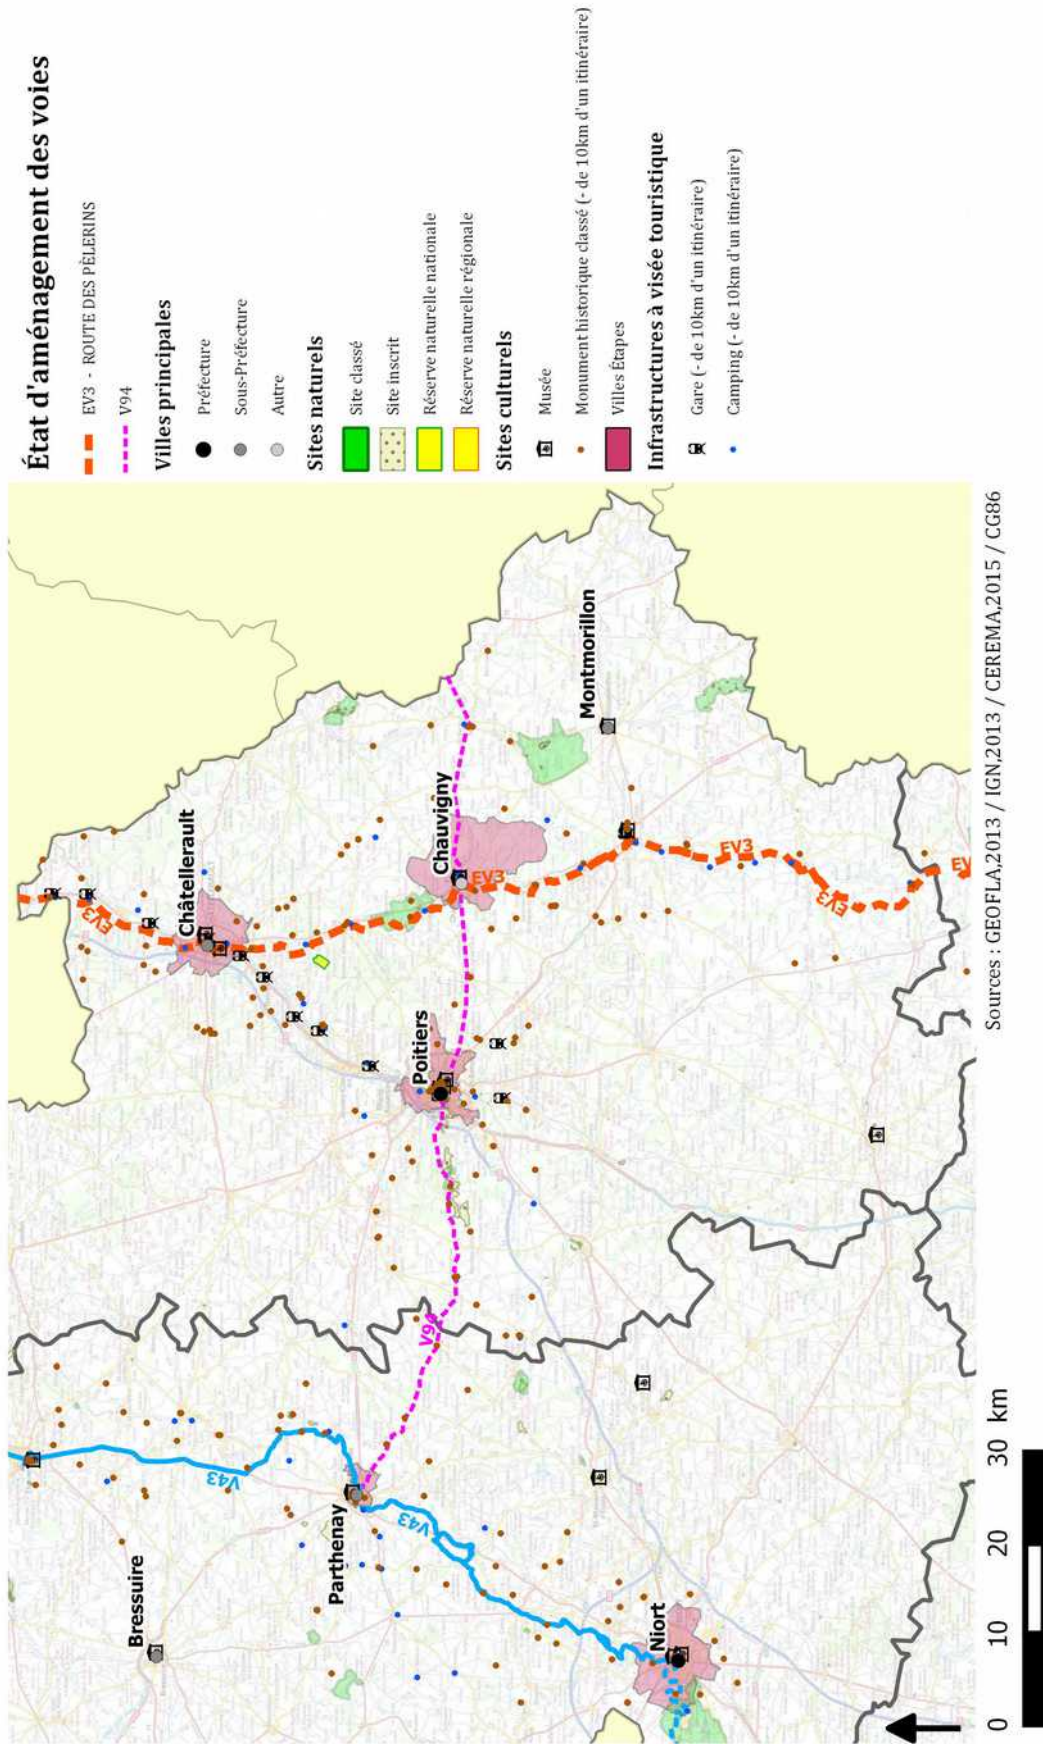 État d'aménagement des voies
EV3 - ROUTE DES PÈLERINS
V94
Villes principales
Préfecture
Sous-Préfecture
Autre
Sites naturels
Site classé
Site inscrit
Réserve naturelle nationale
Réserve naturelle régionale
Sites culturels
Musée
Monument historique classé (- de 10km d'un itinéraire)
Villes Étapes
Infrastructures à visée touristique
Gare (- de 10km d'un itinéraire)
Camping (- de 10km d'un itinéraire)
EV3
Châtellerault
Bressuire
V43
Parthenay
V43
V94
Poitiers
Chauvigny
EV3
Montmorillon
Niort
EV3
EV3
EV
0 10 20 30 km
Sources : GEOFLA,2013 / IGN,2013 / CEREMA,2015 / CG86